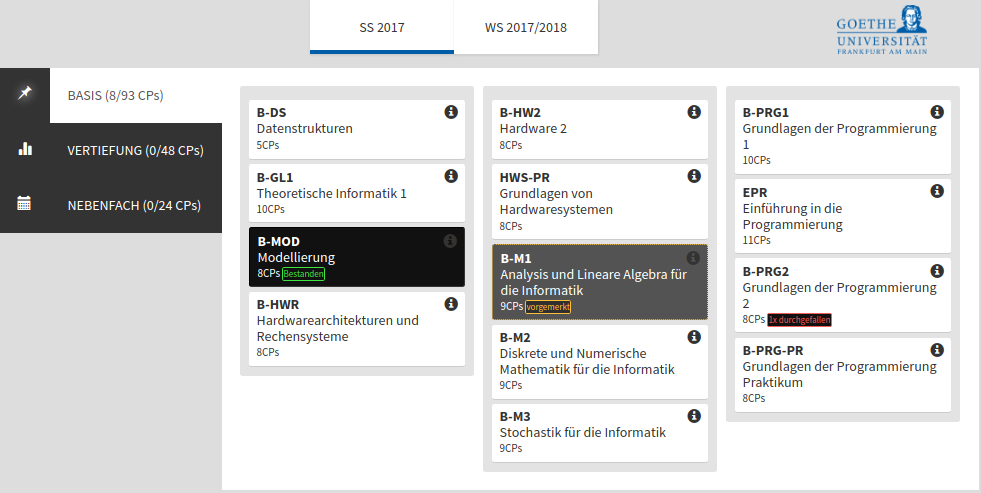 SS 2017
WS 2017/2018
GOETHE
UNIVERSITÄT
FRANKFURT AM MAIN
BASIS (8/93 CPs)
VERTIEFUNG (0/48 CPs)
NEBENFACH (0/24 CPs)
B-DS
Datenstrukturen
5CPs
B-GL1
Theoretische Informatik 1
10CPs
B-MOD
Modellierung
8CPs Bestanden
B-HWR
Hardwarearchitekturen und
Rechensysteme
8CPs
B-HW2
Hardware 2
8CPs
HWS-PR
Grundlagen von
Hardwaresystemen
8CPs
B-M1
Analysis und Lineare Algebra für
die Informatik
9CPs vorgemerkt
B-M2
Diskrete und Numerische
Mathematik für die Informatik
9CPs
B-M3
Stochastik für die Informatik
9CPs
B-PRG1
Grundlagen der Programmierung
1
10CPs
EPR
Einführung in die
Programmierung
11CPs
B-PRG2
Grundlagen der Programmierung
2
8CPs 1x durchgefallen
B-PRG-PR
Grundlagen der Programmierung
Praktikum
8CPs